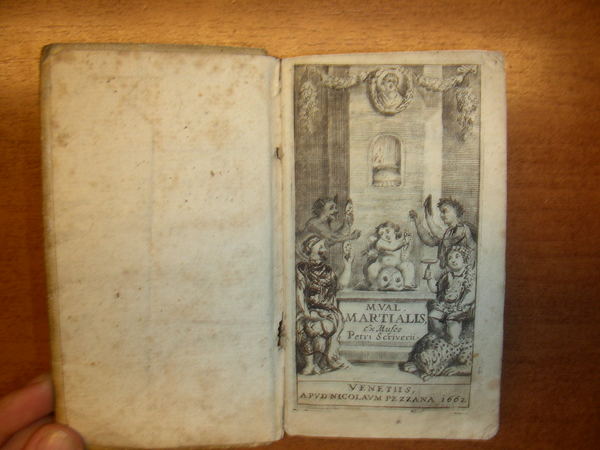 M. VAL.
MARTIALIS,
ex Museo
Petri Scriverii.
VENETIIS,
APVD NICOLAVM PEZZANA 1662